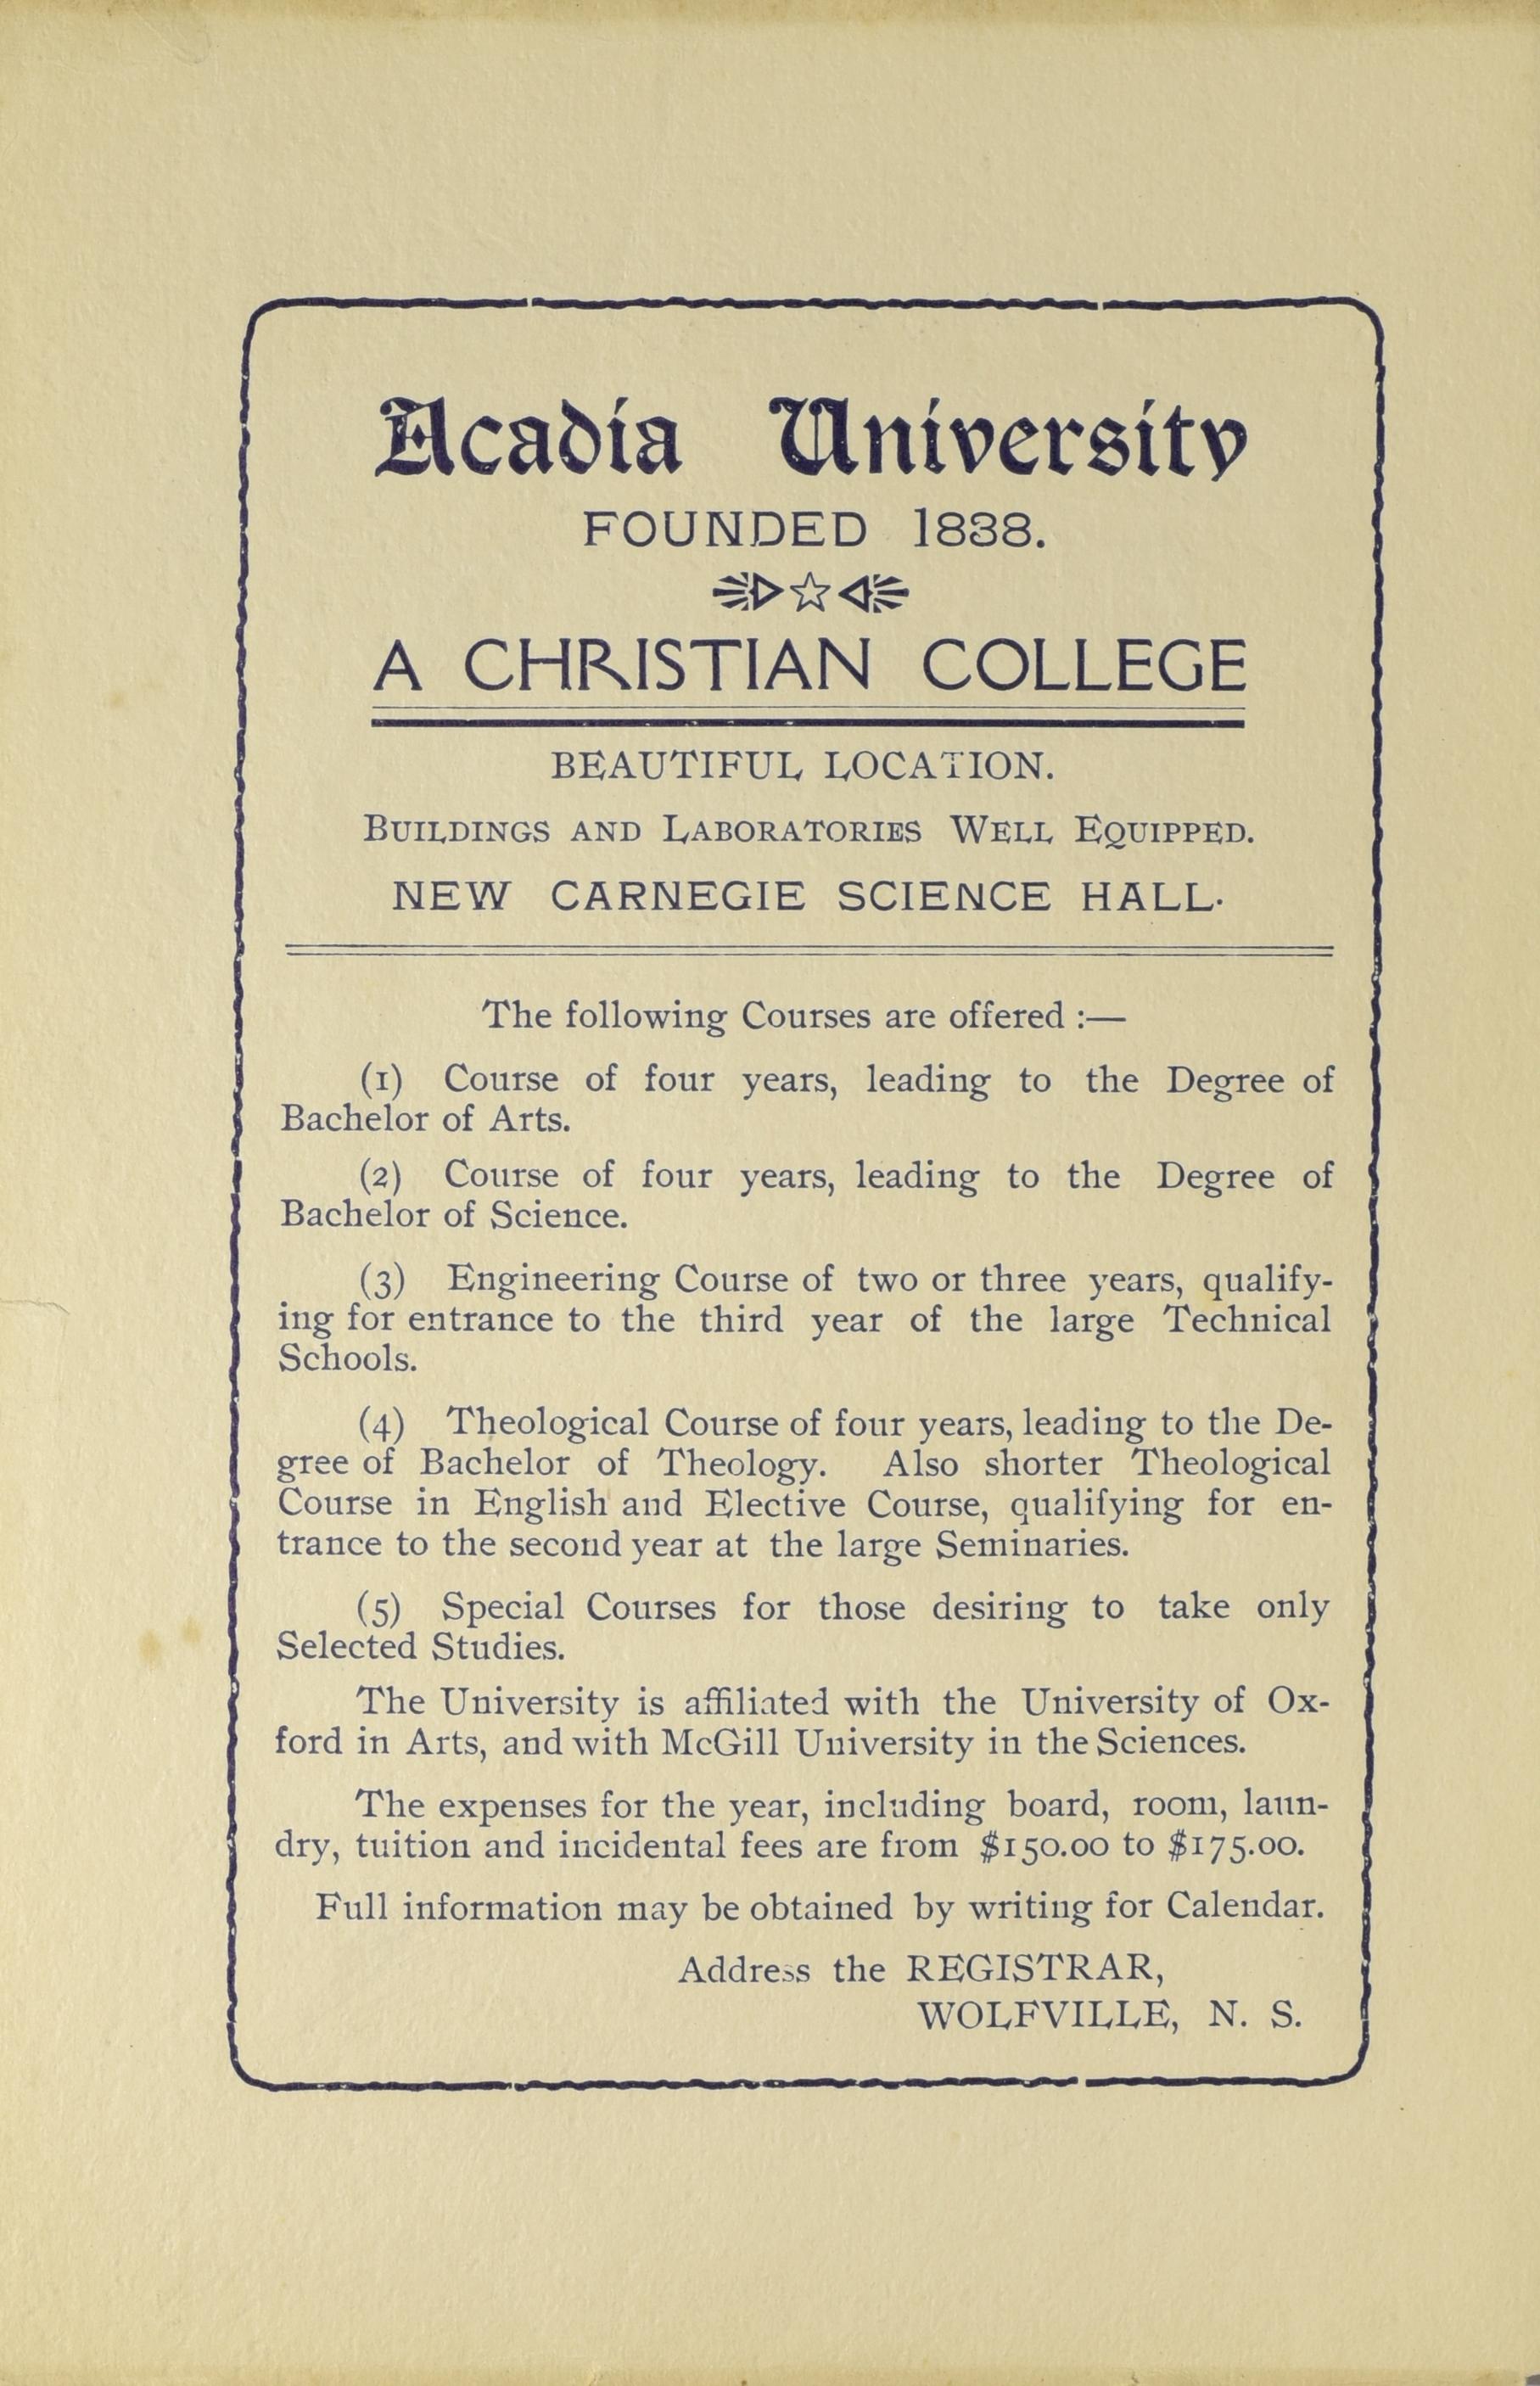 Acadia University
FOUNDED 1838.
A CHRISTIAN COLLEGE
BEAUTIFUL LOCATION.
BUILDINGS AND LABORATORIES WELL EQUIPPED.
NEW CARNEGIE SCIENCE HALL.
The following Courses are offered :—
(1) Course of four years, leading to the Degree of
Bachelor of Arts.
(2) Course of four years, leading to the Degree of
Bachelor of Science.
(3) Engineering Course of two or three years, qualify-
ing for entrance to the third year of the large Technical
Schools.
(4) Theological Course of four years, leading to the De-
gree of Bachelor of Theology. Also shorter Theological
Course in English and Elective Course, qualifying for en-
trance to the second year at the large Seminaries.
(5) Special Courses for those desiring to take only
Selected Studies.
The University is affiliated with the University of Ox-
ford in Arts, and with McGill University in the Sciences.
The expenses for the year, including board, room, laun-
dry, tuition and incidental fees are from $150.00 to $175.00.
Full information may be obtained by writing for Calendar.
Address the REGISTRAR,
WOLFVILLE, N. S.